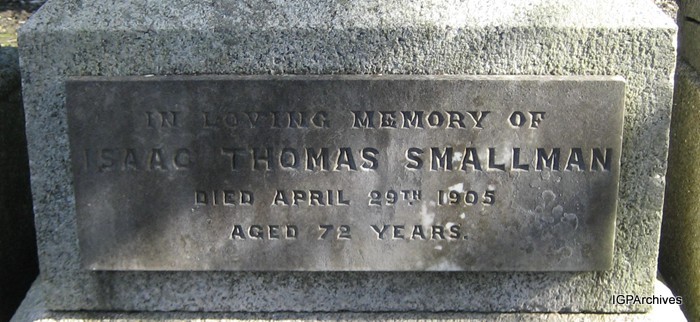 IN LOVING MEMORY OF
ISAAC THOMAS SMALLMAN
DIED APRIL 29TH 1905
AGED 72 YEARS.
IGPArchives